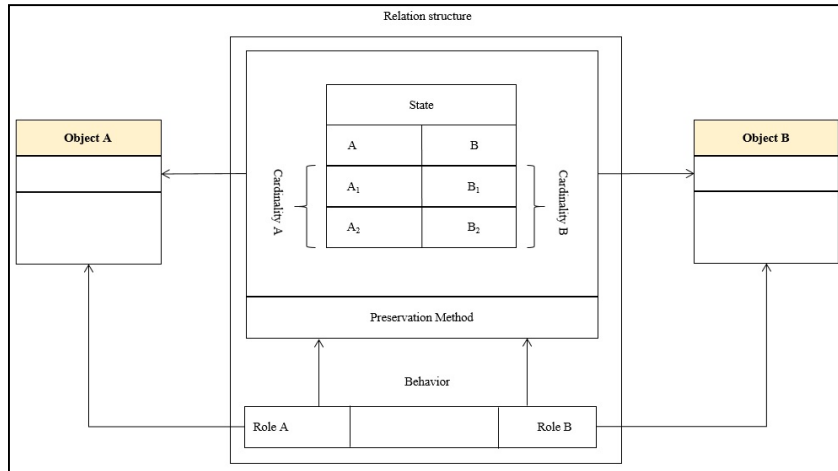 Relation structure
State
Object A
Object B
A B
Cardinality A
A₁ B₁
Cardinality B
A₂ B₂
Preservation Method
Behavior
Role A Role B